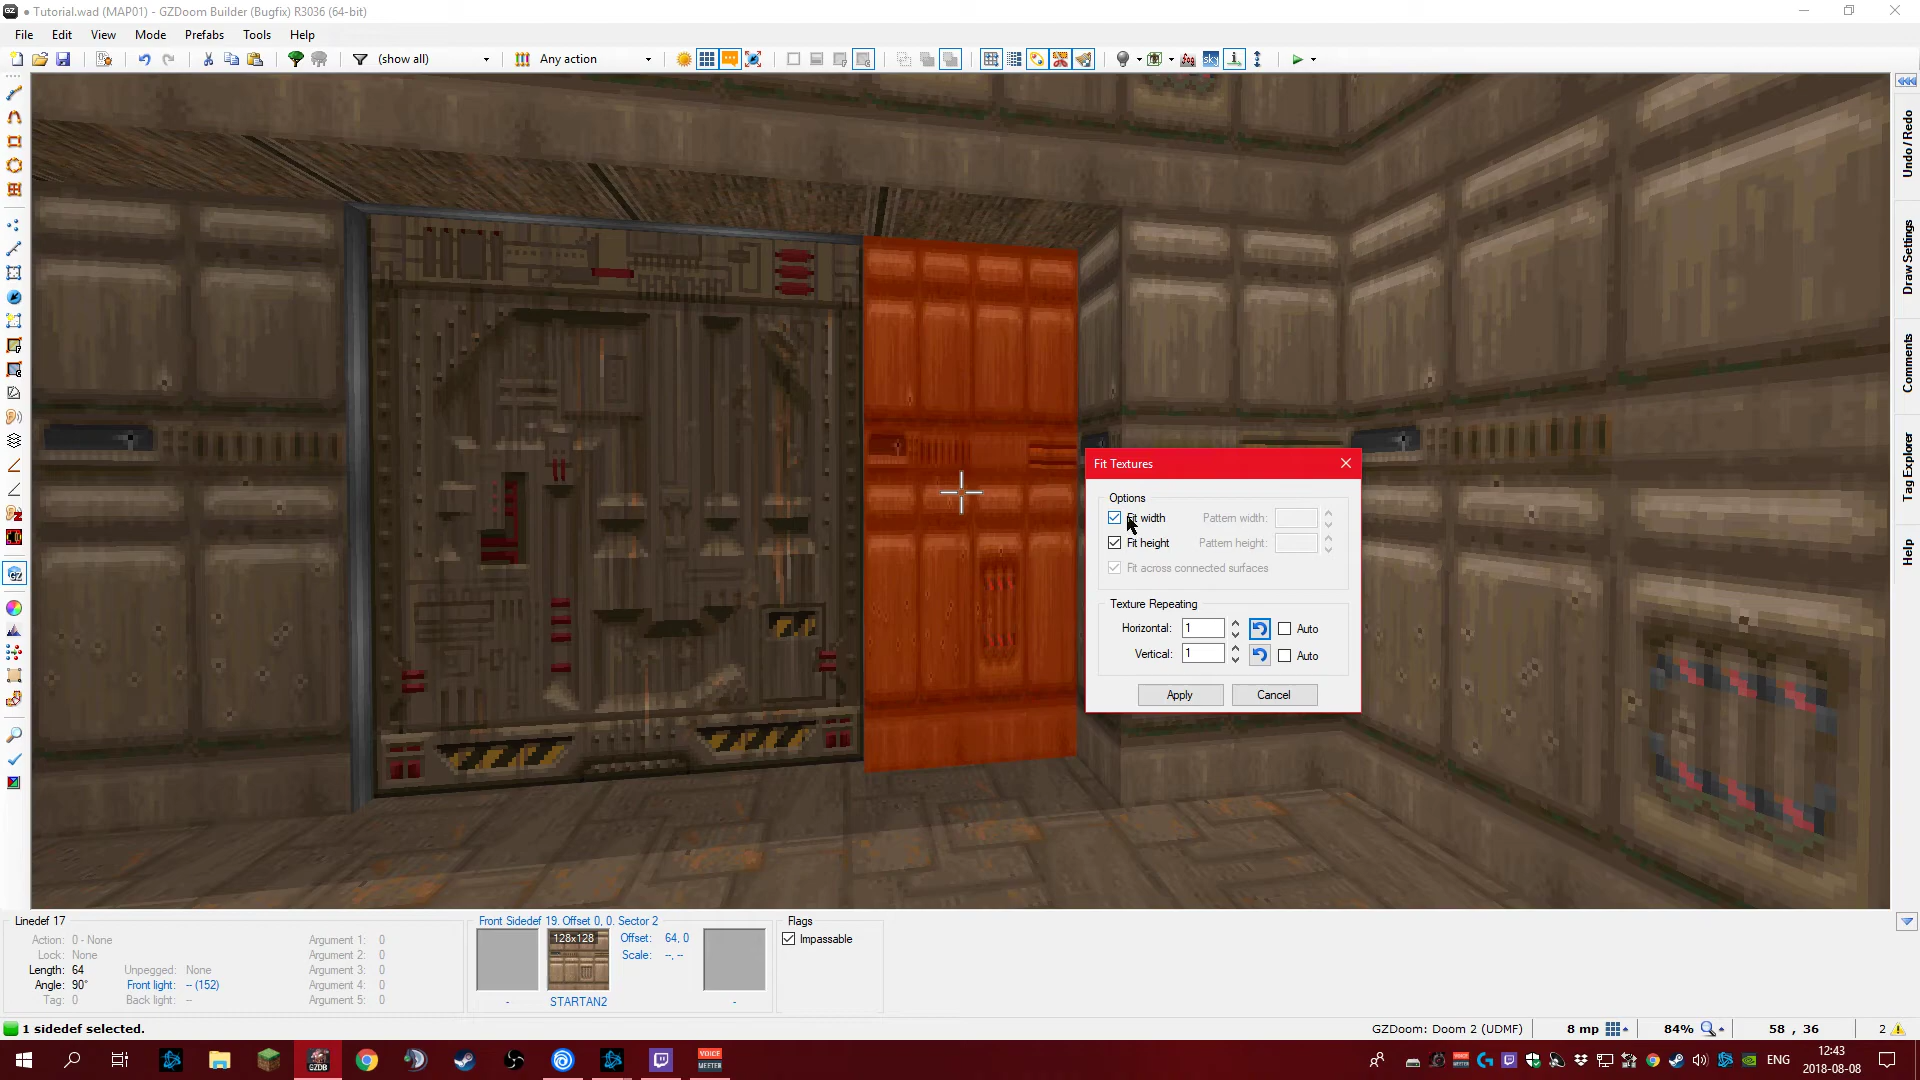 Tutorial.wad (MAP01) - GZDoom Builder (Bugfix) R3036 (64-bit)
File Edit View Mode Prefabs Tools Help
(show all) Any action
sky
Undo / Redo
Draw Settings
Comments
Tag Explorer
Help
Fit Textures
Options
Fit width Pattern width:
Fit height Pattern height:
Fit across connected surfaces
Texture Repeating
Horizontal: 1 Auto
Vertical: 1 Auto
Apply Cancel
Linedef 17
Action: 0 - None
Lock: None
Length: 64
Angle: 90°
Tag: 0
Unpegged: None
Front light: -- (152)
Back light: --
Argument 1: 0
Argument 2: 0
Argument 3: 0
Argument 4: 0
Argument 5: 0
Front Sidedef 19. Offset 0, 0. Sector 2
128x128
Offset: 64, 0
Scale: --, --
- STARTAN2 -
Flags
Impassable
1 sidedef selected.
GZDoom: Doom 2 (UDMF) 8 mp 84% 58 , 36 2
GZDB
VOICE MEETER
ENG
12:43
2018-08-08